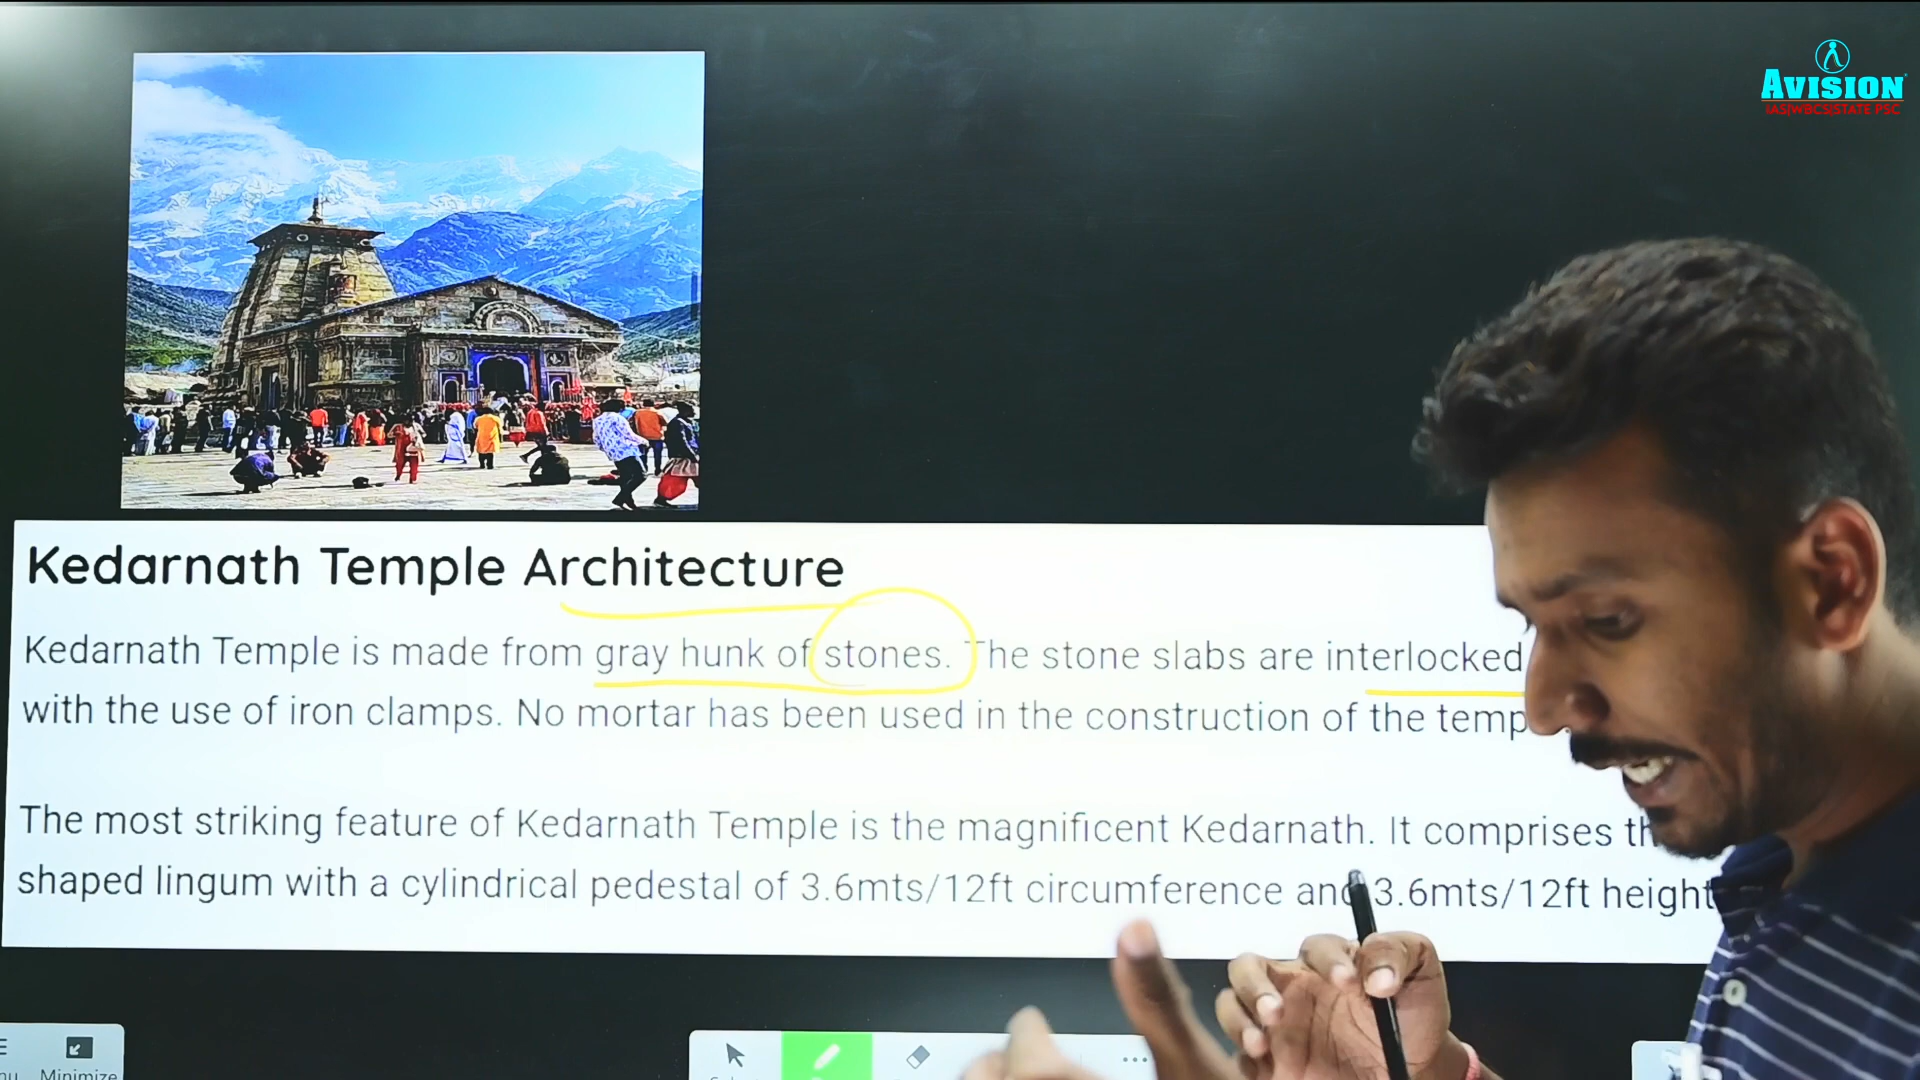 AVISION
IAS|WBCS|STATE PSC
Kedarnath Temple Architecture
Kedarnath Temple is made from gray hunk of stones. The stone slabs are interlocked
with the use of iron clamps. No mortar has been used in the construction of the
The most striking feature of Kedarnath Temple is the magnificent Kedarnath. It comprises
shaped lingum with a cylindrical pedestal of 3.6mts/12ft circumference and 3.6mts/12ft height
Minimize